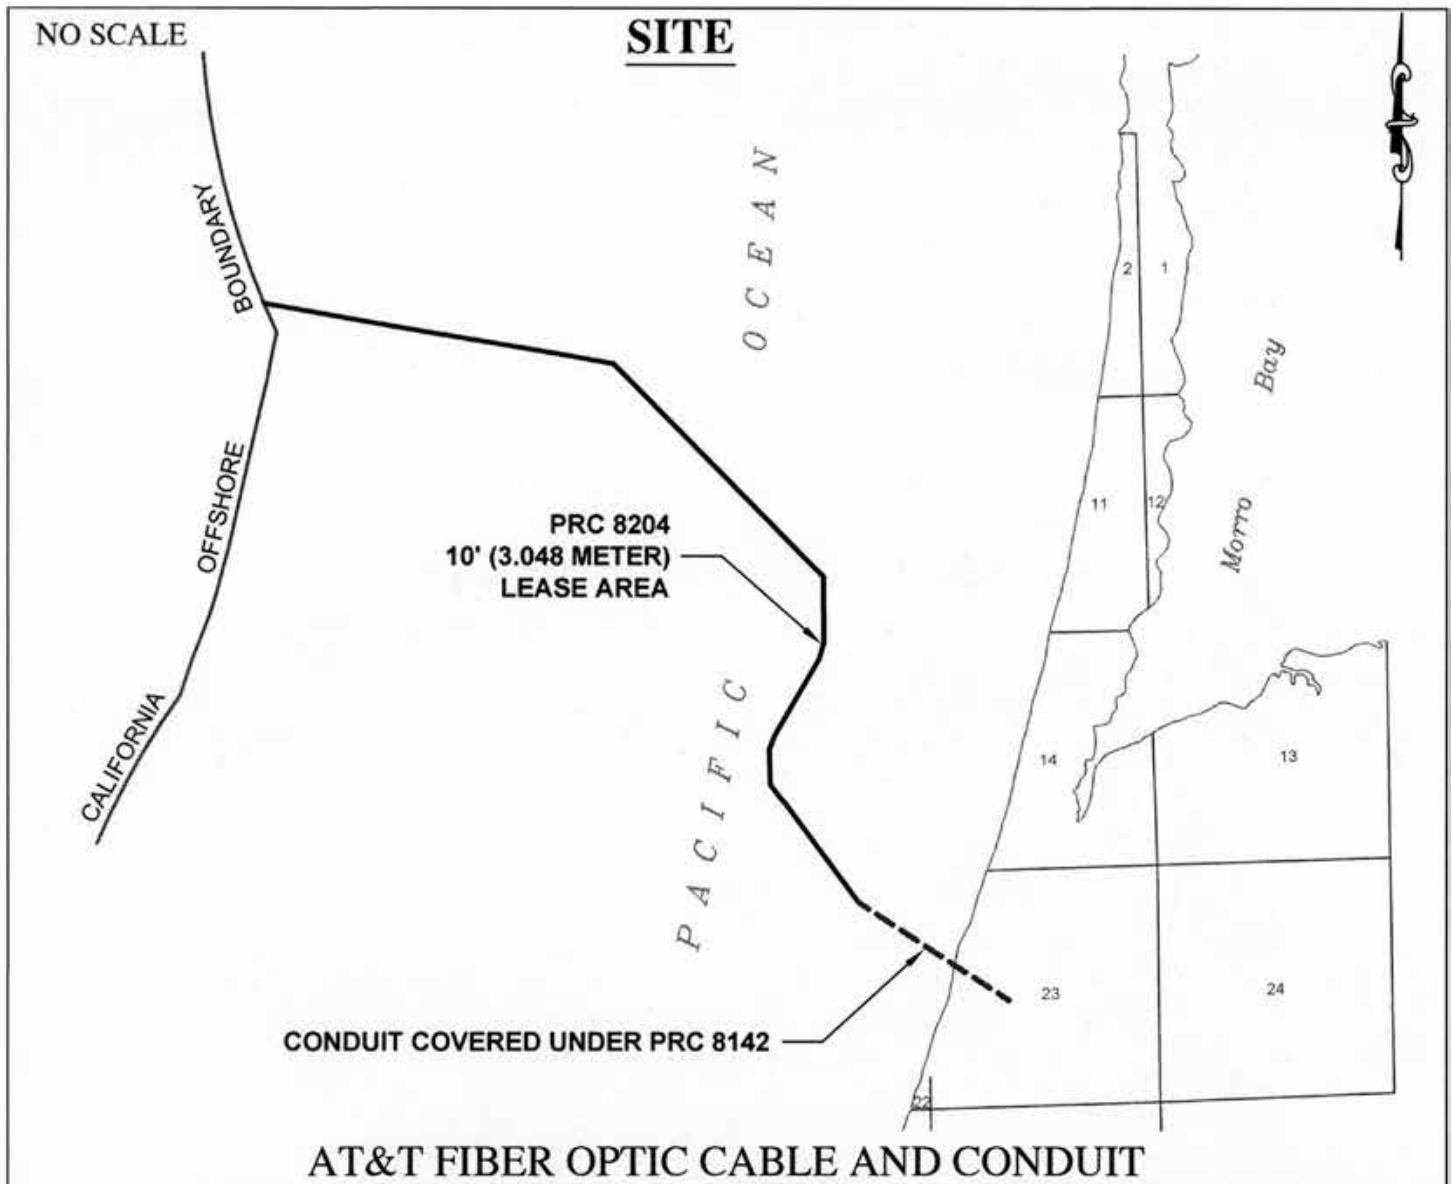 NO SCALE
SITE
BOUNDARY
OFFSHORE
CALIFORNIA
OCEAN
PACIFIC
PRC 8204
10' (3.048 METER)
LEASE AREA
CONDUIT COVERED UNDER PRC 8142
2
1
Bay
Morro
11
12
14
13
23
24
22
AT&T FIBER OPTIC CABLE AND CONDUIT